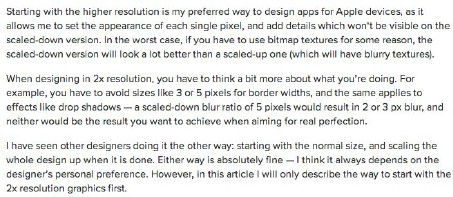 Starting with the higher resolution is my preferred way to design apps for Apple devices, as it
allows me to set the appearance of each single pixel, and add details which won't be visible on the
scaled-down version. In the worst case, if you have to use bitmap textures for some reason, the
scaled-down version will look a lot better than a scaled-up one (which will have blurry textures).
When designing in 2x resolution, you have to think a bit more about what you're doing. For
example, you have to avoid sizes like 3 or 5 pixels for border widths, and the same applies to
effects like drop shadows — a scaled-down blur ratio of 5 pixels would result in 2 or 3 px blur, and
neither would be the result you want to achieve when aiming for real perfection.
I have seen other designers doing it the other way: starting with the normal size, and scaling the
whole design up when it is done. Either way is absolutely fine — I think it always depends on the
designer's personal preference. However, in this article I will only describe the way to start with the
2x resolution graphics first.